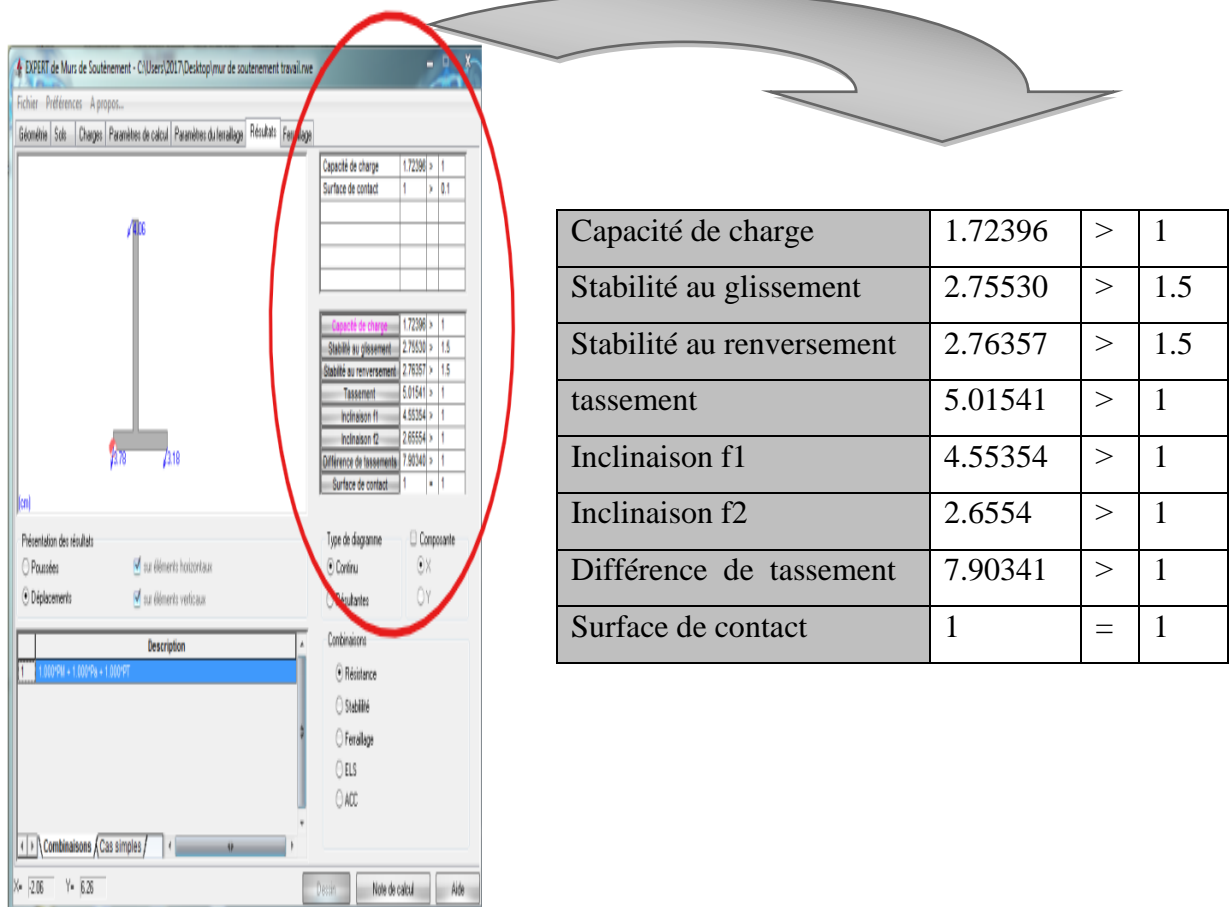 EXPERT de Murs de Soutènement - C:\Users\2017\Desktop\mur de soutenement travail.rwe
Fichier Préférences A propos...
Géométrie Sols Charges Paramètres de calcul Paramètres du ferraillage Résultats Ferraillage
Capacité de charge 1.72396 > 1
Surface de contact 1 > 0.1
4.06
3.78 3.18
(cm)
Capacité de charge 1.72396 > 1
Stabilité au glissement 2.75530 > 1.5
Stabilité au renversement 2.76357 > 1.5
Tassement 5.01541 > 1
Inclinaison f1 4.55354 > 1
Inclinaison f2 2.65554 > 1
Différence de tassements 7.90340 > 1
Surface de contact 1 = 1
Présentation des résultats
Poussées sur éléments horizontaux
Déplacements sur éléments verticaux
Type de diagramme Composante
Continu X
Résultantes Y
Description
1 1.000*PM + 1.000*Pa + 1.000*PT
Combinaisons
Résistance
Stabilité
Ferraillage
ELS
ACC
Combinaisons Cas simples
X= -2.06 Y= 6.26 Dessin Note de calcul Aide
Capacité de charge 1.72396 > 1
Stabilité au glissement 2.75530 > 1.5
Stabilité au renversement 2.76357 > 1.5
tassement 5.01541 > 1
Inclinaison f1 4.55354 > 1
Inclinaison f2 2.6554 > 1
Différence de tassement 7.90341 > 1
Surface de contact 1 = 1